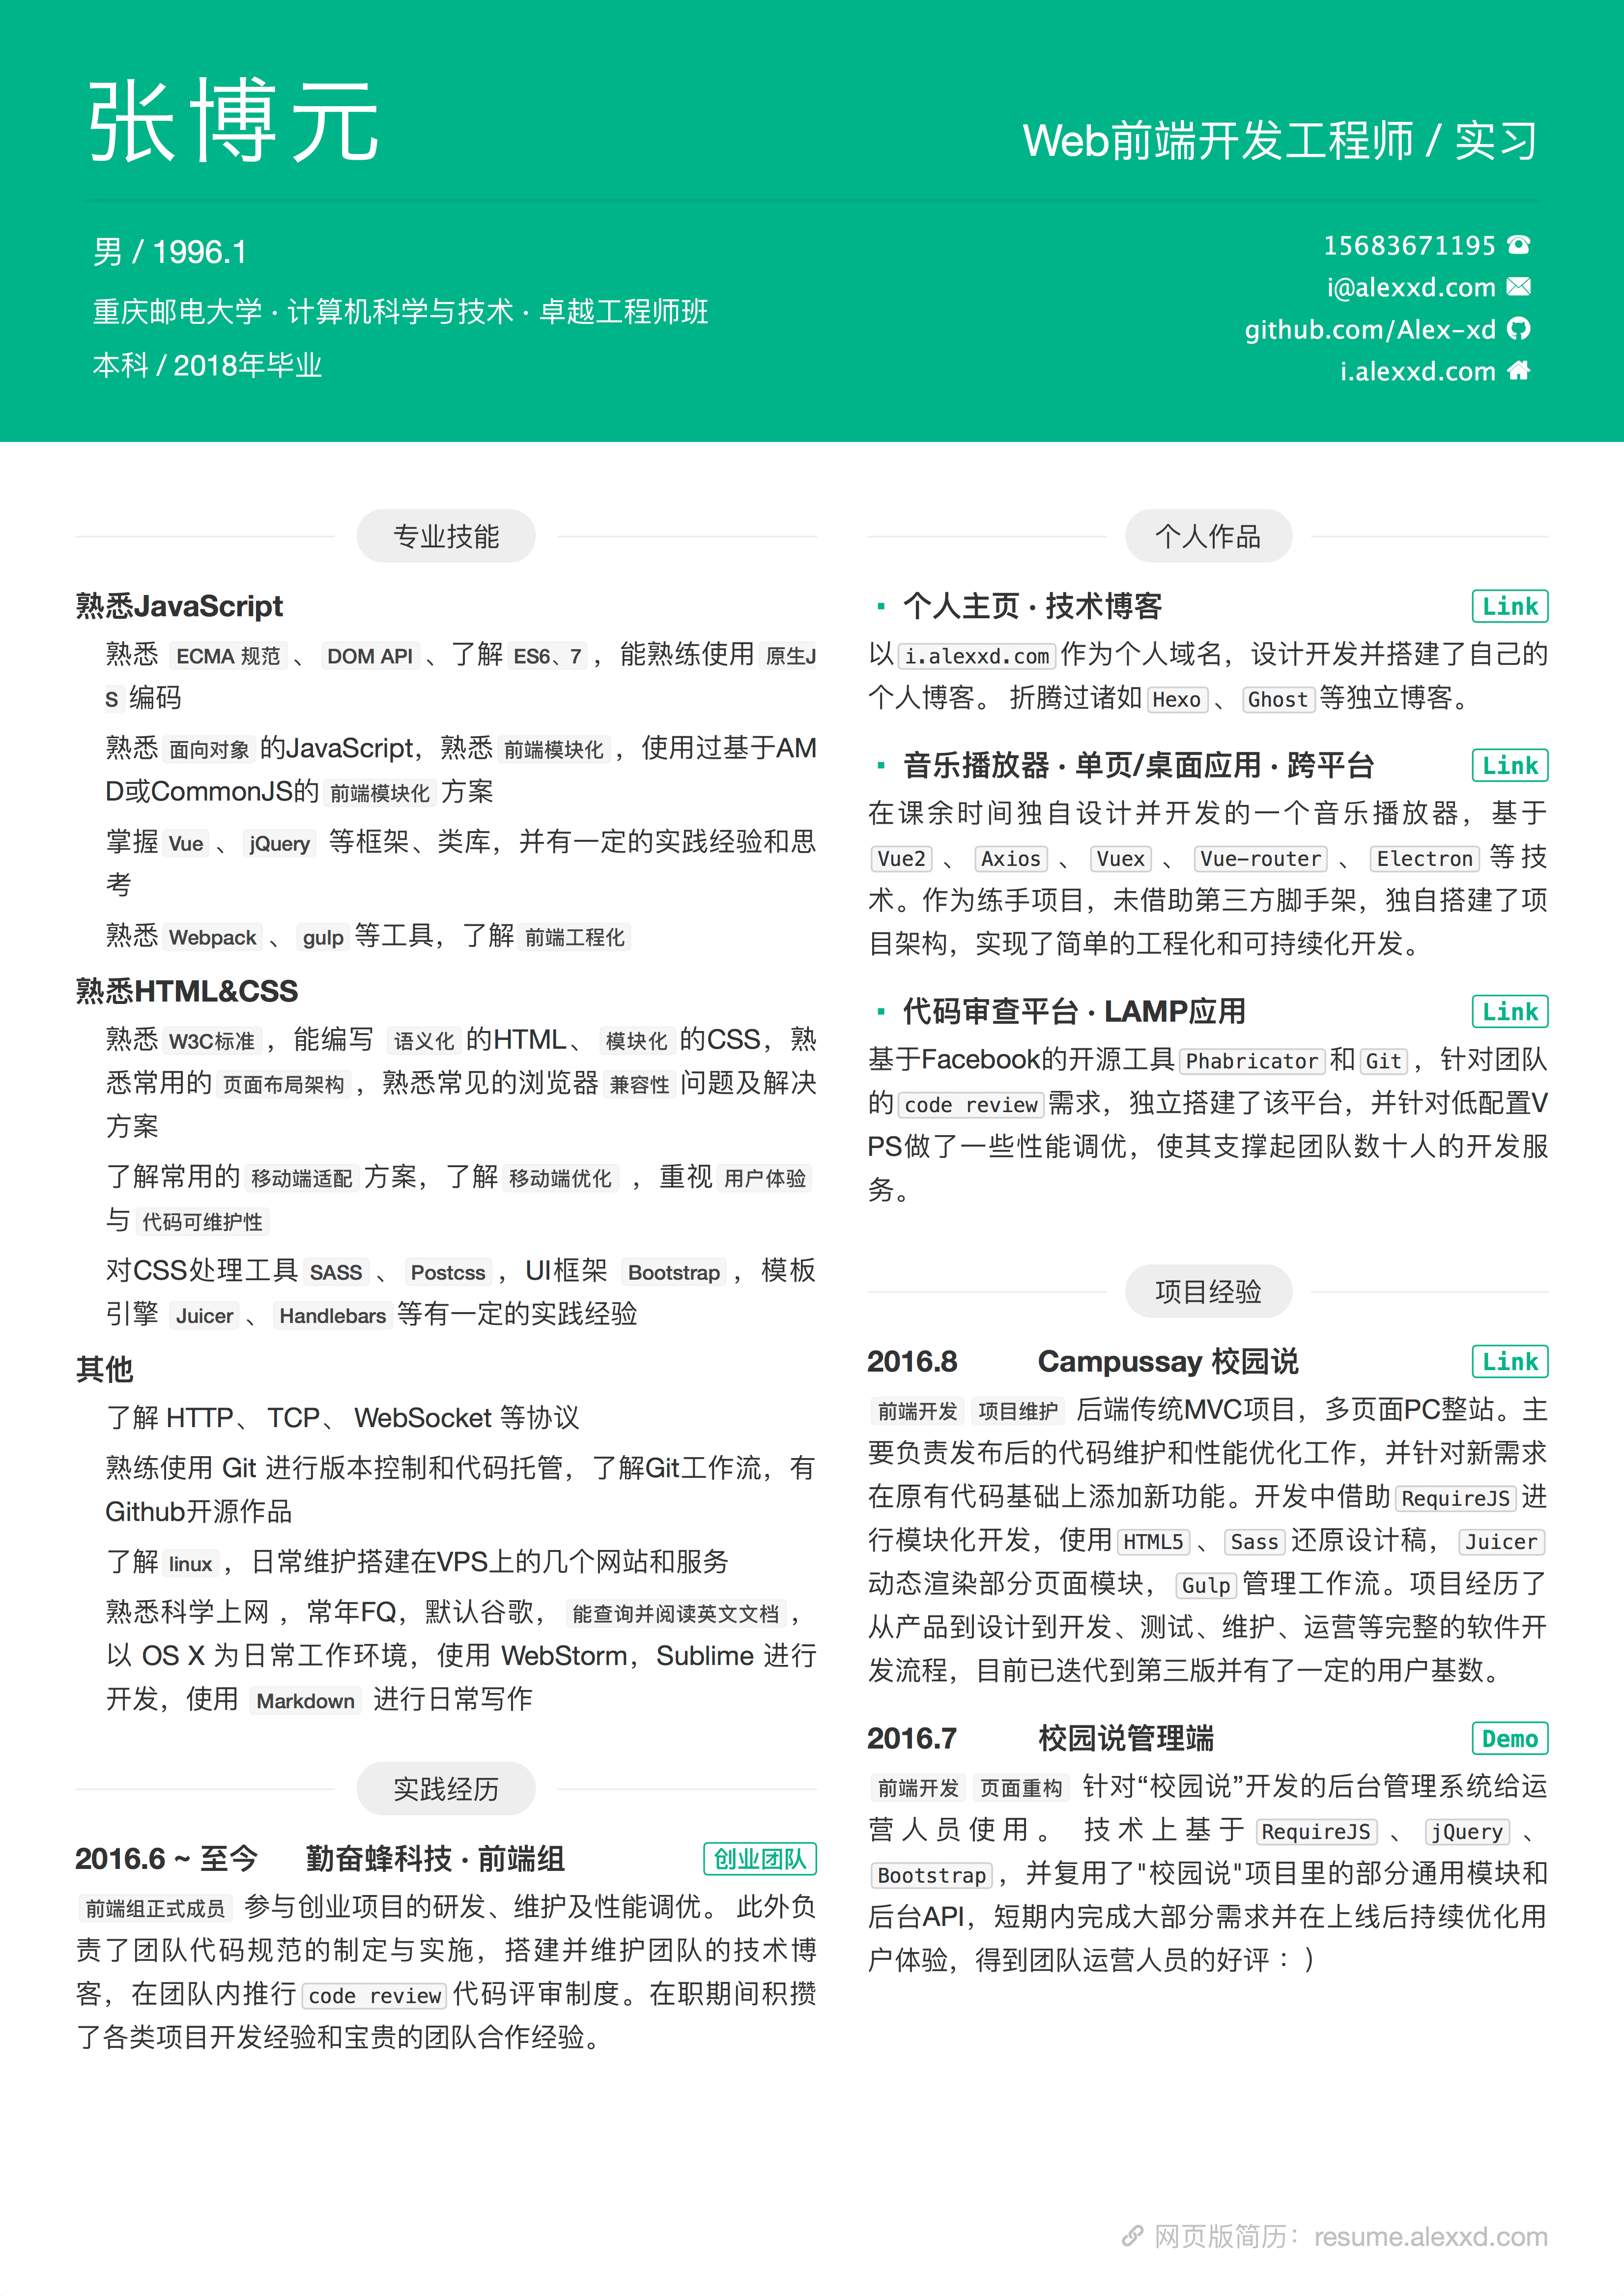 张博元
Web前端开发工程师 / 实习
男 / 1996.1
重庆邮电大学 · 计算机科学与技术 · 卓越工程师班
本科 / 2018年毕业
15683671195
i@alexxd.com
github.com/Alex-xd
i.alexxd.com
专业技能
熟悉JavaScript
熟悉 ECMA 规范 、 DOM API 、了解 ES6、7 ，能熟练使用 原生J
S 编码
熟悉 面向对象 的JavaScript，熟悉 前端模块化 ，使用过基于AM
D或CommonJS的 前端模块化 方案
掌握 Vue 、 jQuery 等框架、类库，并有一定的实践经验和思
考
熟悉 Webpack 、 gulp 等工具，了解 前端工程化
熟悉HTML&CSS
熟悉 W3C标准 ，能编写 语义化 的HTML、 模块化 的CSS，熟
悉常用的 页面布局架构 ，熟悉常见的浏览器 兼容性 问题及解决
方案
了解常用的 移动端适配 方案，了解 移动端优化 ，重视 用户体验
与 代码可维护性
对CSS处理工具 SASS 、 Postcss ，UI框架 Bootstrap ，模板
引擎 Juicer 、 Handlebars 等有一定的实践经验
其他
了解 HTTP、 TCP、 WebSocket 等协议
熟练使用 Git 进行版本控制和代码托管，了解Git工作流，有
Github开源作品
了解 linux ，日常维护搭建在VPS上的几个网站和服务
熟悉科学上网 ，常年FQ，默认谷歌， 能查询并阅读英文文档 ，
以 OS X 为日常工作环境，使用 WebStorm，Sublime 进行
开发，使用 Markdown 进行日常写作
实践经历
2016.6 ~ 至今 勤奋蜂科技 · 前端组 创业团队
前端组正式成员 参与创业项目的研发、维护及性能调优。 此外负
责了团队代码规范的制定与实施，搭建并维护团队的技术博
客，在团队内推行 code review 代码评审制度。在职期间积攒
了各类项目开发经验和宝贵的团队合作经验。
个人作品
▪ 个人主页 · 技术博客 Link
以 i.alexxd.com 作为个人域名，设计开发并搭建了自己的
个人博客。 折腾过诸如 Hexo 、 Ghost 等独立博客。
▪ 音乐播放器 · 单页/桌面应用 · 跨平台 Link
在课余时间独自设计并开发的一个音乐播放器，基于
Vue2 、 Axios 、 Vuex 、 Vue-router 、 Electron 等技
术。作为练手项目，未借助第三方脚手架，独自搭建了项
目架构，实现了简单的工程化和可持续化开发。
▪ 代码审查平台 · LAMP应用 Link
基于Facebook的开源工具 Phabricator 和 Git ，针对团队
的 code review 需求，独立搭建了该平台，并针对低配置V
PS做了一些性能调优，使其支撑起团队数十人的开发服
务。
项目经验
2016.8 Campussay 校园说 Link
前端开发 项目维护 后端传统MVC项目，多页面PC整站。主
要负责发布后的代码维护和性能优化工作，并针对新需求
在原有代码基础上添加新功能。开发中借助 RequireJS 进
行模块化开发，使用 HTML5 、 Sass 还原设计稿， Juicer
动态渲染部分页面模块， Gulp 管理工作流。项目经历了
从产品到设计到开发、测试、维护、运营等完整的软件开
发流程，目前已迭代到第三版并有了一定的用户基数。
2016.7 校园说管理端 Demo
前端开发 页面重构 针对“校园说”开发的后台管理系统给运
营人员使用。 技术上基于 RequireJS 、 jQuery 、
Bootstrap ，并复用了"校园说"项目里的部分通用模块和
后台API，短期内完成大部分需求并在上线后持续优化用
户体验，得到团队运营人员的好评：)
网页版简历：resume.alexxd.com